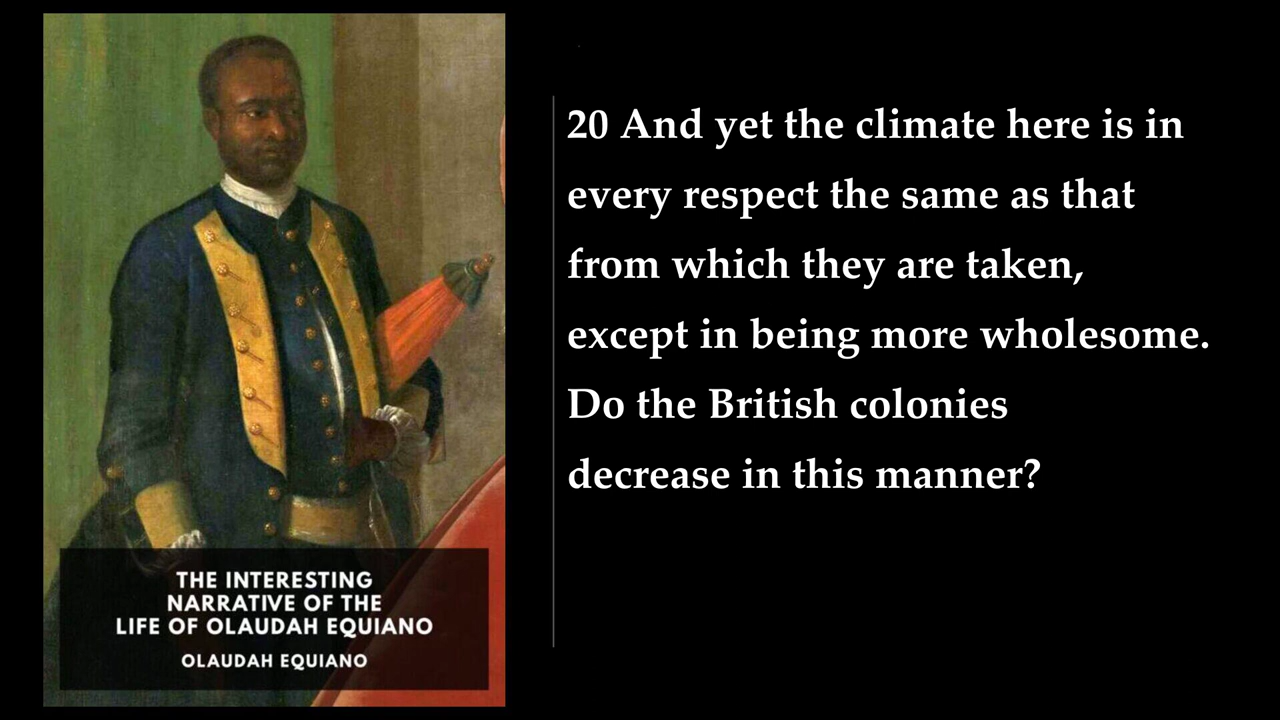 20 And yet the climate here is in
every respect the same as that
from which they are taken,
except in being more wholesome.
Do the British colonies
decrease in this manner?
THE INTERESTING
NARRATIVE OF THE
LIFE OF OLAUDAH EQUIANO
OLAUDAH EQUIANO